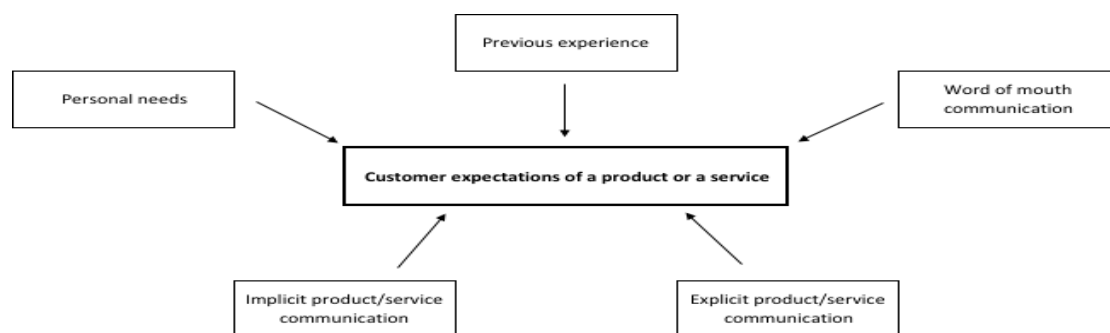 Previous experience
Personal needs
Word of mouth
communication
Customer expectations of a product or a service
Implicit product/service
communication
Explicit product/service
communication